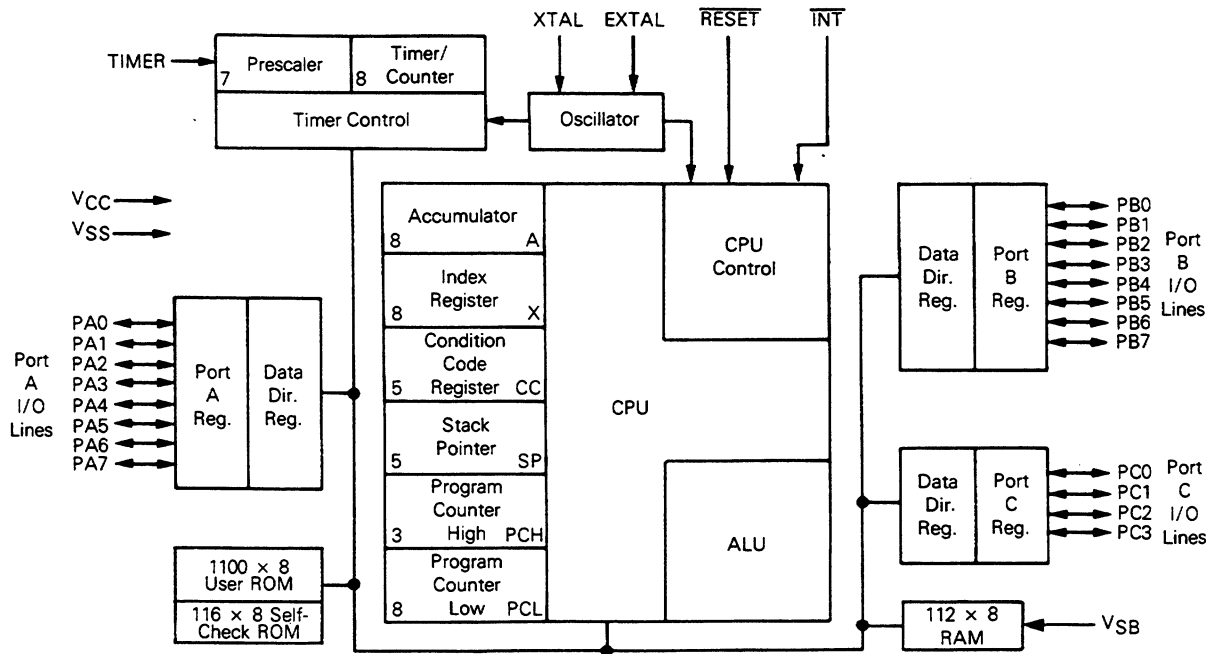 XTAL EXTAL RESET INT
TIMER
7 Prescaler
8 Timer/
Counter
Timer Control
Oscillator
VCC
VSS
Accumulator
8 A
Index
Register
8 X
Condition
Code
5 Register CC
Stack
Pointer
5 SP
Program
Counter
3 High PCH
Program
Counter
8 Low PCL
CPU
CPU
Control
ALU
Port
A
I/O
Lines
PA0
PA1
PA2
PA3
PA4
PA5
PA6
PA7
Port
A
Reg.
Data
Dir.
Reg.
1100 × 8
User ROM
116 × 8 Self-
Check ROM
Data
Dir.
Reg.
Port
B
Reg.
PB0
PB1
PB2
PB3
PB4
PB5
PB6
PB7
Port
B
I/O
Lines
Data
Dir.
Reg.
Port
C
Reg.
PC0
PC1
PC2
PC3
Port
C
I/O
Lines
112 × 8
RAM
VSB